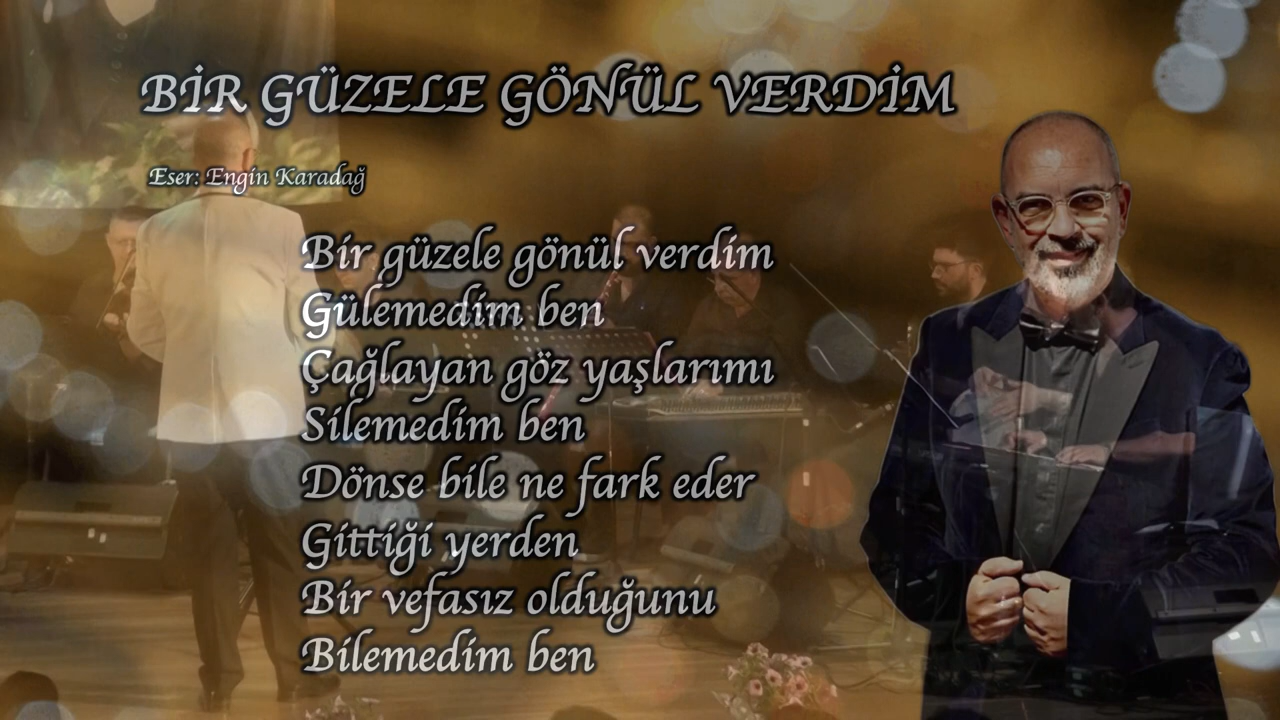 BİR GÜZELE GÖNÜL VERDİM
Eser: Engin Karadağ
Bir güzele gönül verdim
Gülemedim ben
Çağlayan göz yaşlarımı
Silemedim ben
Dönse bile ne fark eder
Gittiği yerden
Bir vefasız olduğunu
Bilemedim ben